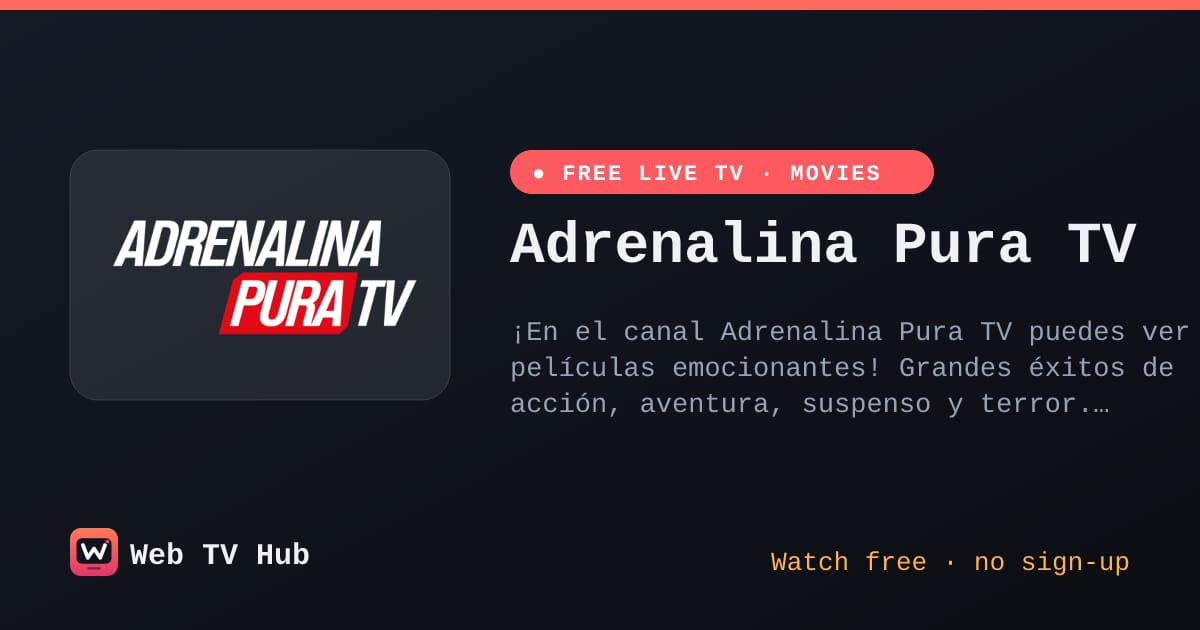 ADRENALINA
PURA TV
● FREE LIVE TV · MOVIES
Adrenalina Pura TV
¡En el canal Adrenalina Pura TV puedes ver
películas emocionantes! Grandes éxitos de
acción, aventura, suspenso y terror.…
W
Web TV Hub
Watch free · no sign-up